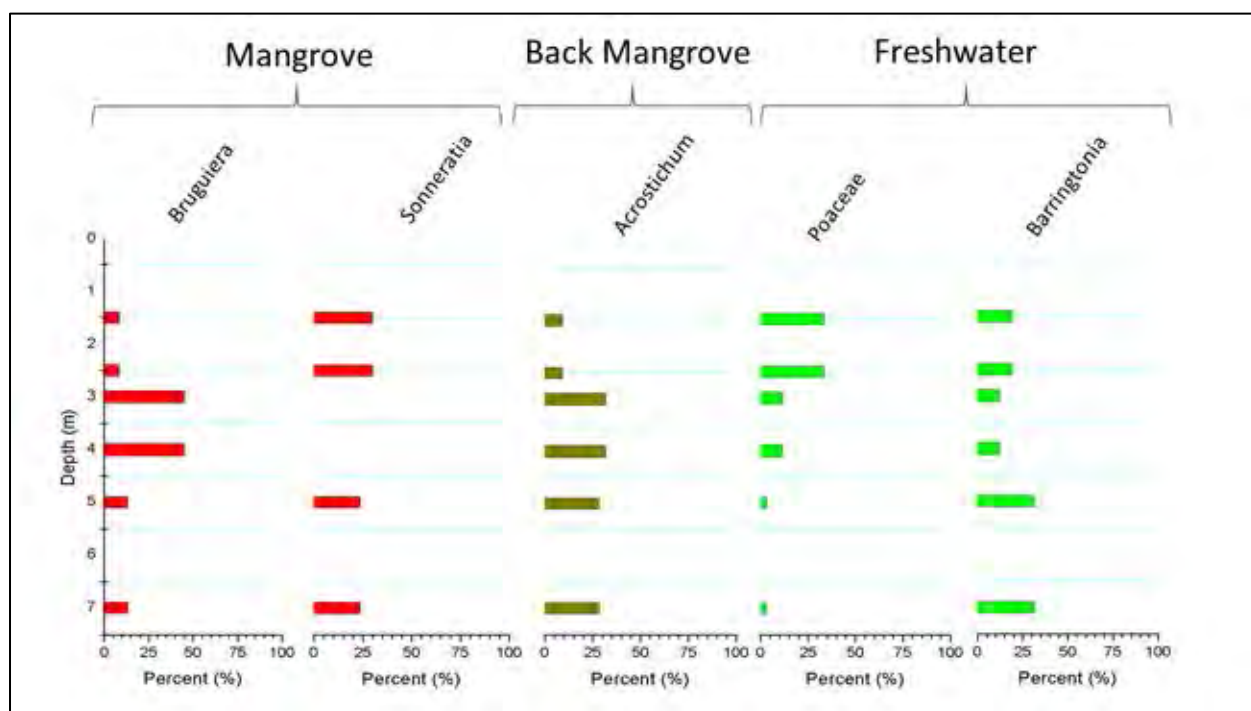 Mangrove Back Mangrove Freshwater
Bruguiera Sonneratia Acrostichum Poaceae Barringtonia
0
1
2
3
4
5
6
7
Depth (m)
0 25 50 75 100 0 25 50 75 100 0 25 50 75 100 0 25 50 75 100 0 25 50 75 100
Percent (%) Percent (%) Percent (%) Percent (%) Percent (%)